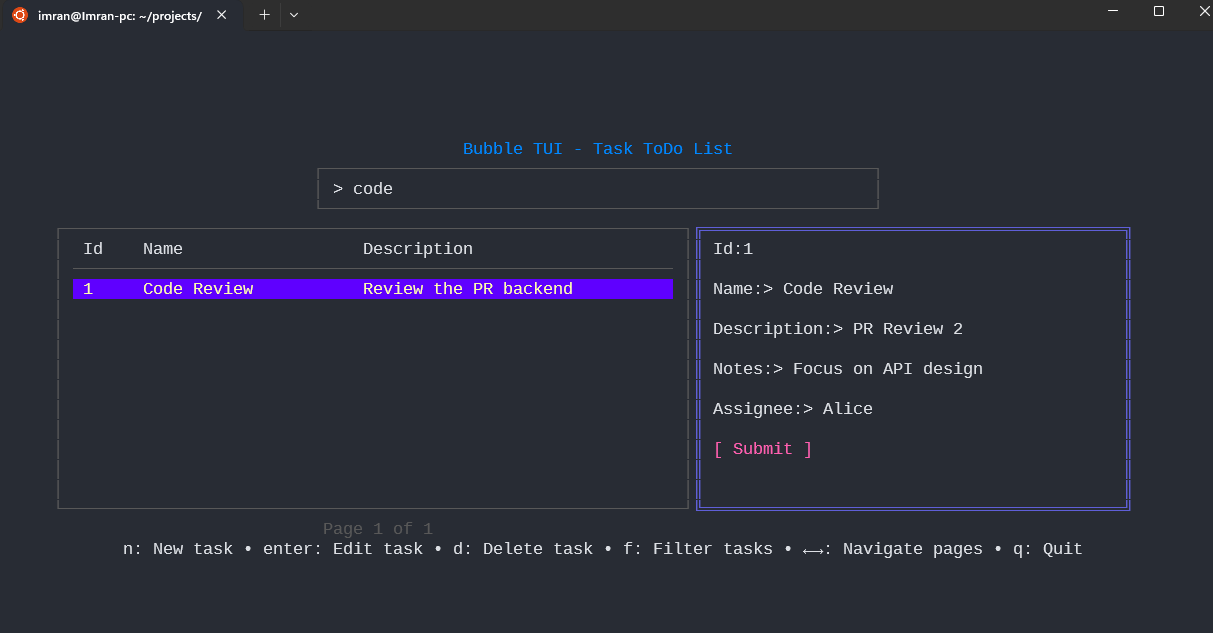 imran@Imran-pc: ~/projects/
Bubble TUI - Task ToDo List
> code
Id Name Description
1 Code Review Review the PR backend
Id:1
Name:> Code Review
Description:> PR Review 2
Notes:> Focus on API design
Assignee:> Alice
[ Submit ]
Page 1 of 1
n: New task • enter: Edit task • d: Delete task • f: Filter tasks • ←→: Navigate pages • q: Quit